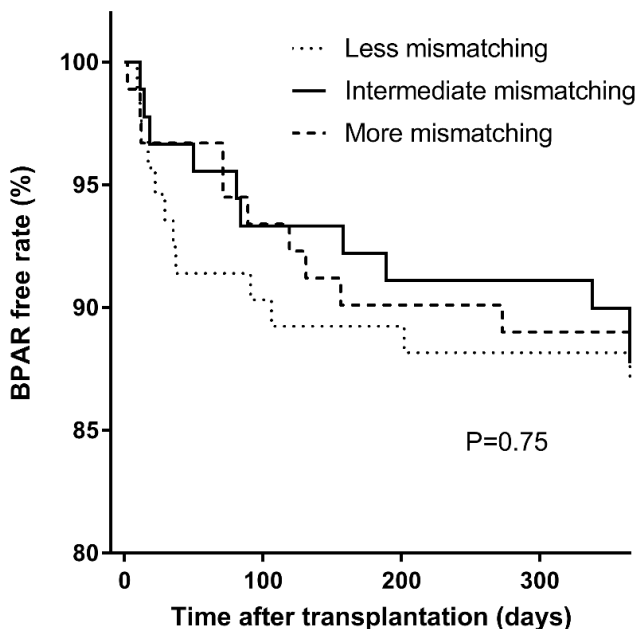 Less mismatching
Intermediate mismatching
More mismatching
100
95
90
85
80
BPAR free rate (%)
P=0.75
0 100 200 300
Time after transplantation (days)